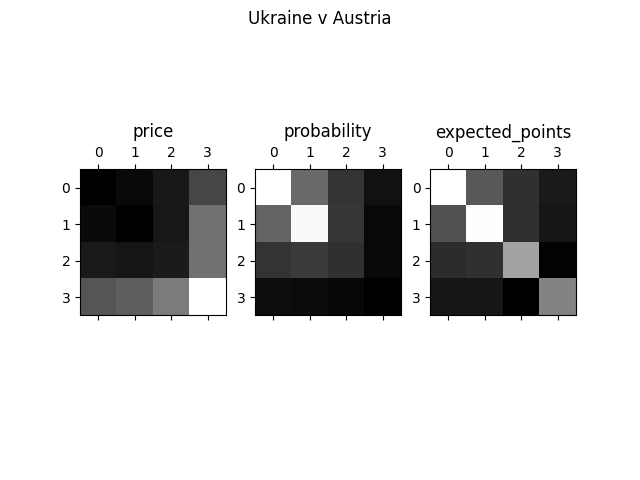 Ukraine v Austria
price probability expected_points
0 1 2 3 0 1 2 3 0 1 2 3
0 0 0
1 1 1
2 2 2
3 3 3